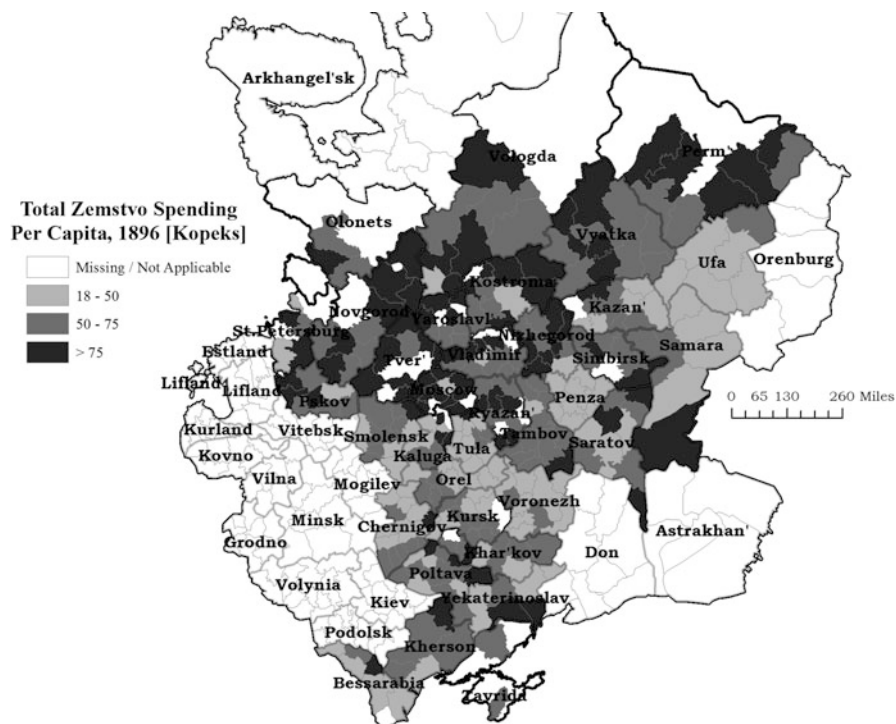 Arkhangel'sk
Vologda
Perm'
Total Zemstvo Spending
Per Capita, 1896 [Kopeks]
Missing / Not Applicable
18 - 50
50 - 75
> 75
Olonets
Vyatka
Ufa
Orenburg
Kostroma
Novgorod
Yaroslavl'
Kazan'
St.Petersburg
Nizhegorod
Samara
Estland
Tver'
Vladimir
Simbirsk
Lifland
Lifland
Pskov
Moscow
Penza
0 65 130 260 Miles
Kurland
Vitebsk
Smolensk
Ryazan'
Kovno
Kaluga
Tula
Tambov
Saratov
Vilna
Mogilev
Orel
Voronezh
Minsk
Chernigov
Kursk
Astrakhan'
Grodno
Khar'kov
Don
Volynia
Poltava
Kiev
Yekaterinoslav
Podolsk
Kherson
Bessarabia
Tavrida